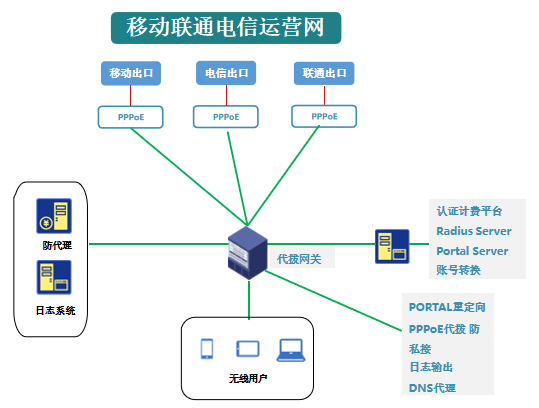 移动联通电信运营网
移动出口
电信出口
联通出口
PPPoE
PPPoE
PPPoE
防代理
日志系统
代拨网关
认证计费平台
Radius Server
Portal Server
账号转换
PORTAL重定向
PPPoE代拨 防
私接
日志输出
DNS代理
无线用户